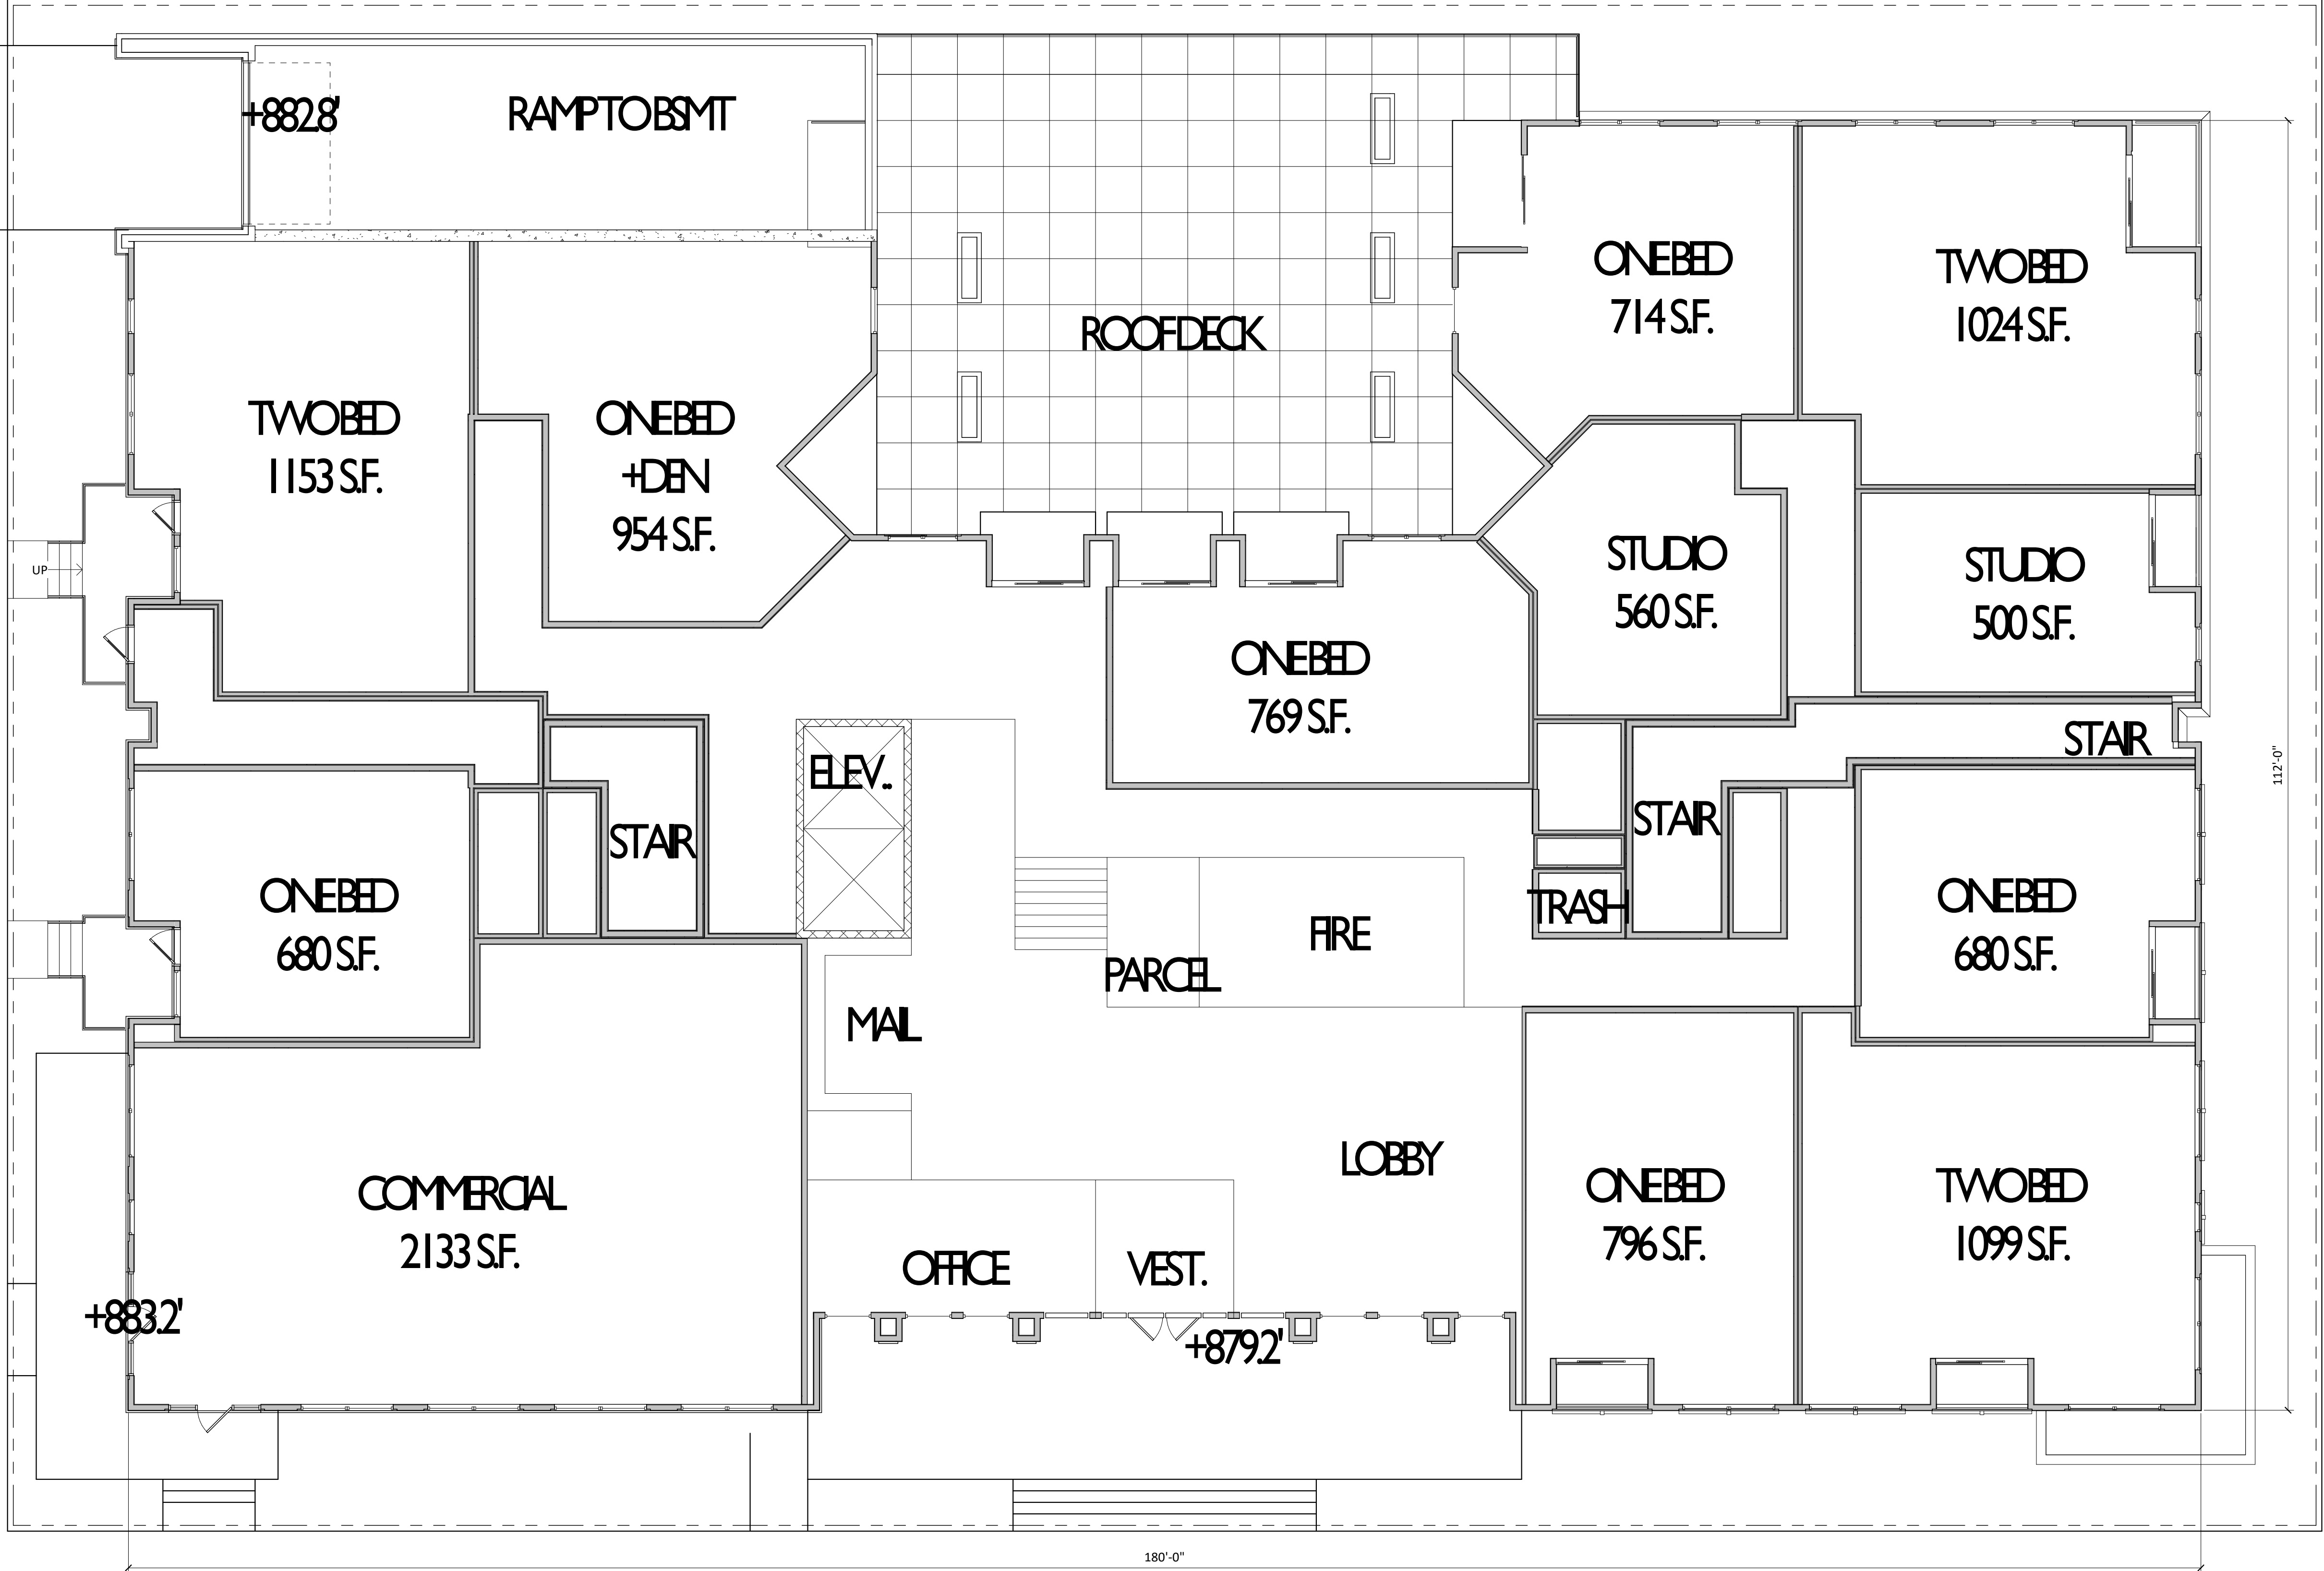 +882.8'
RAMP TO BSMT
ONE BED
714 S.F.
TWO BED
1024 S.F.
ROOF DECK
TWO BED
1153 S.F.
ONE BED
+DEN
954 S.F.
STUDIO
560 S.F.
STUDIO
500 S.F.
UP
ONE BED
769 S.F.
STAIR
112'-0"
ELEV..
STAIR
STAIR
ONE BED
680 S.F.
TRASH
FIRE
PARCEL
ONE BED
680 S.F.
MAIL
LOBBY
COMMERCIAL
2133 S.F.
ONE BED
796 S.F.
TWO BED
1099 S.F.
OFFICE
VEST.
+883.2'
+879.2'
180'-0"